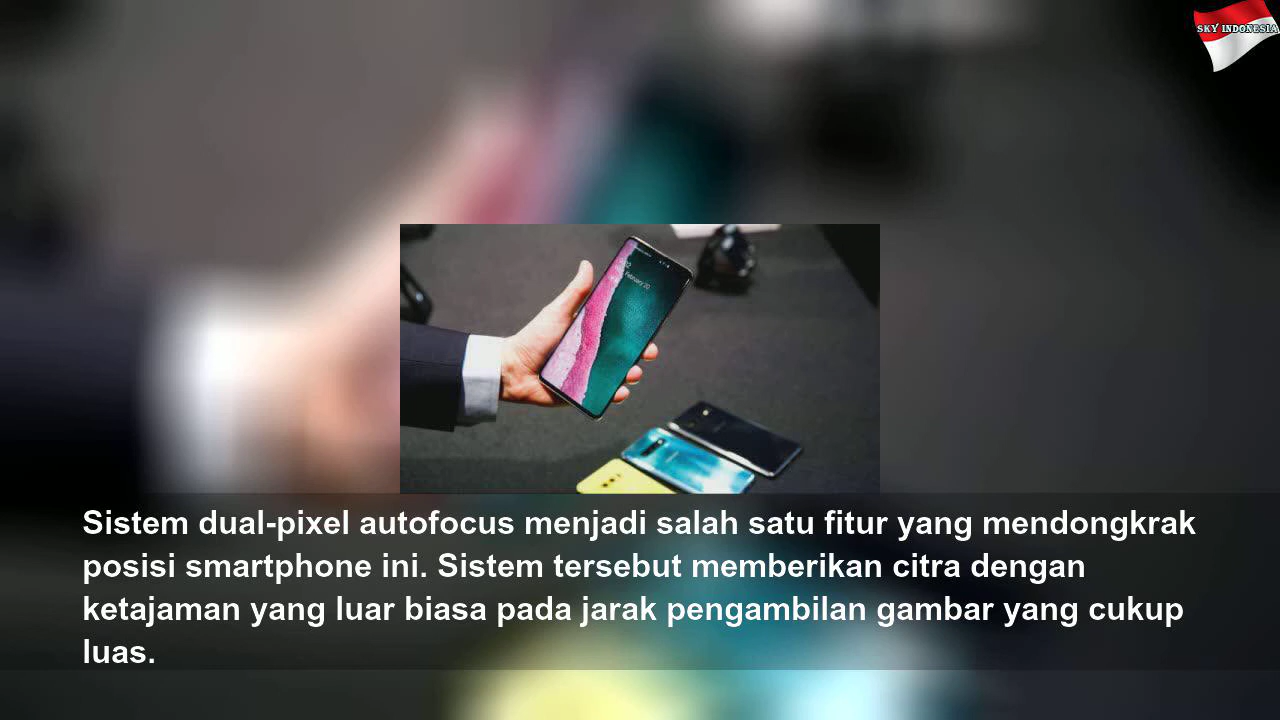 SKY INDONESIA
Sistem dual-pixel autofocus menjadi salah satu fitur yang mendongkrak
posisi smartphone ini. Sistem tersebut memberikan citra dengan
ketajaman yang luar biasa pada jarak pengambilan gambar yang cukup
luas.